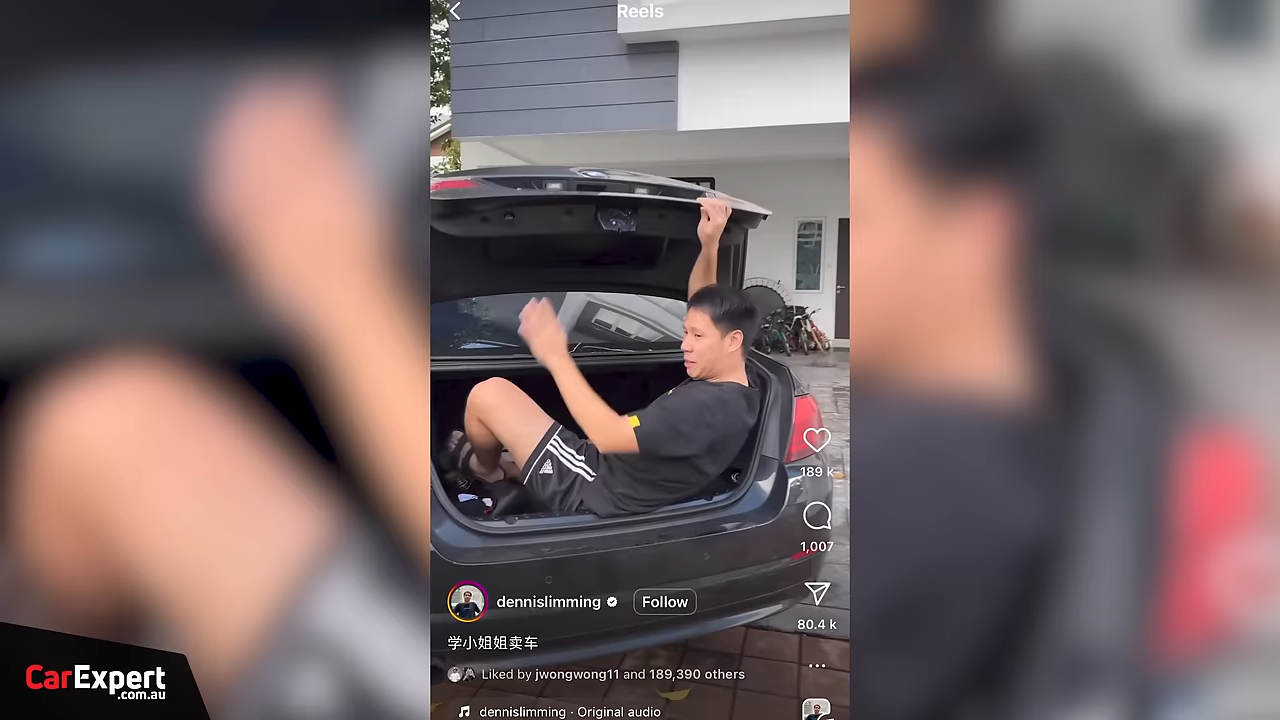 Reels
189 k
1,007
80.4 k
dennislimming
Follow
学小姐姐卖车
Liked by jwongwong11 and 189,390 others
dennislimming · Original audio
CarExpert
.com.au
adidas